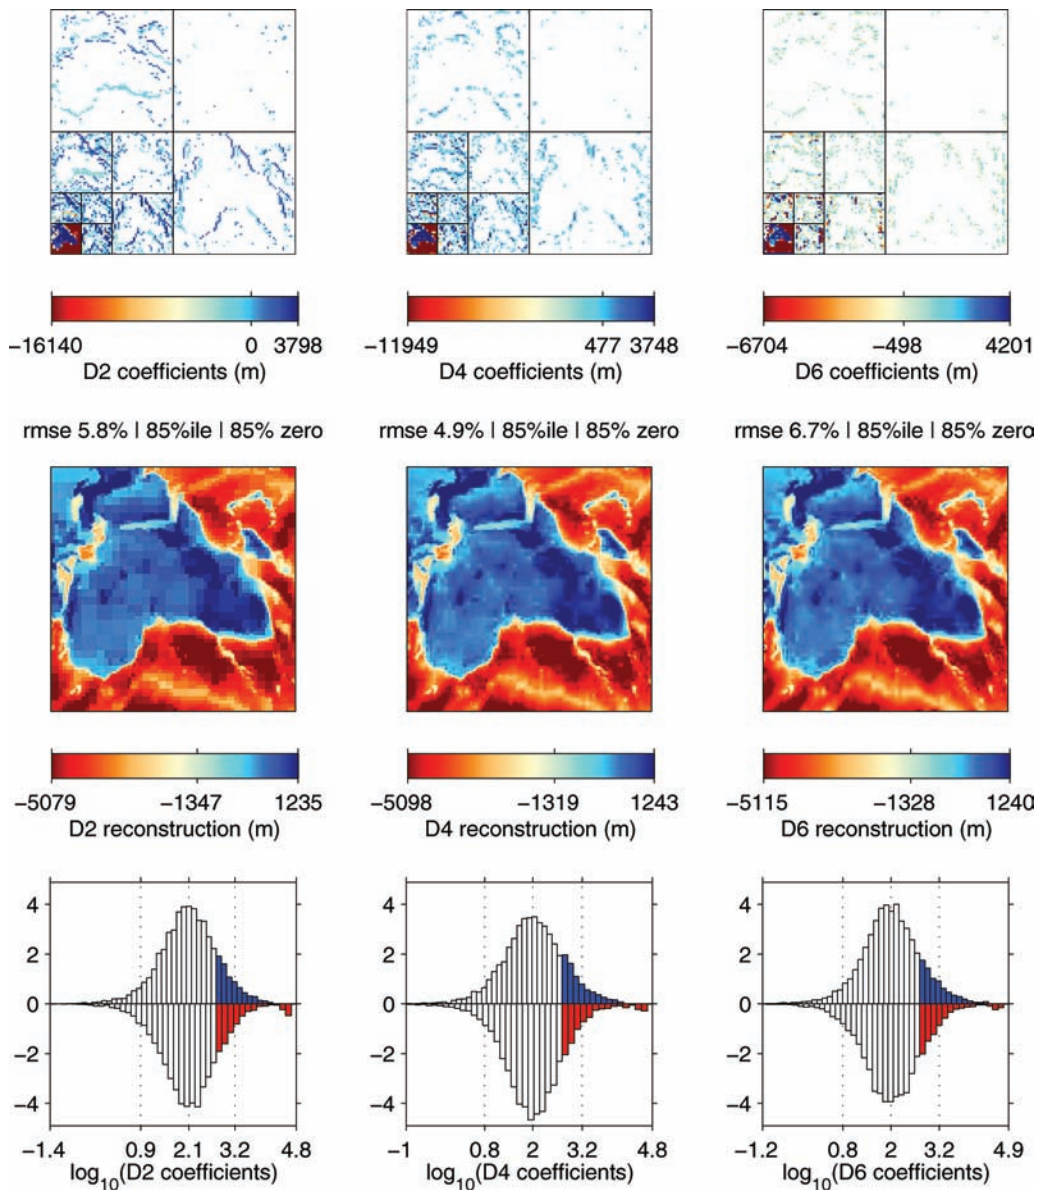 −16140 0 3798 −11949 477 3748 −6704 −498 4201
D2 coefficients (m) D4 coefficients (m) D6 coefficients (m)
rmse 5.8% | 85%ile | 85% zero rmse 4.9% | 85%ile | 85% zero rmse 6.7% | 85%ile | 85% zero
−5079 −1347 1235 −5098 −1319 1243 −5115 −1328 1240
D2 reconstruction (m) D4 reconstruction (m) D6 reconstruction (m)
4 4 4
2 2 2
0 0 0
−2 −2 −2
−4 −4 −4
−1.4 0.9 2.1 3.2 4.8 −1 0.8 2 3.2 4.8 −1.2 0.8 2 3.2 4.9
log10(D2 coefficients) log10(D4 coefficients) log10(D6 coefficients)